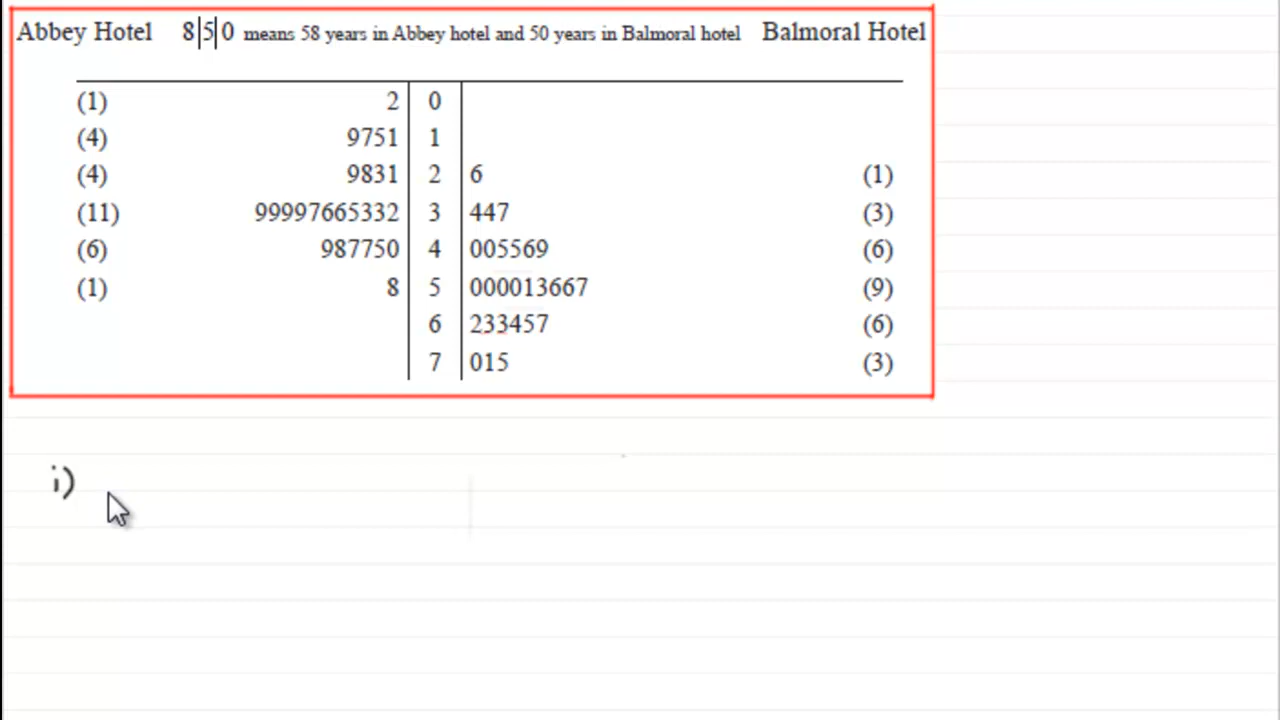 Abbey Hotel 8|5|0 means 58 years in Abbey hotel and 50 years in Balmoral hotel Balmoral Hotel
(1) 2 0
(4) 9751 1
(4) 9831 2 6 (1)
(11) 99997665332 3 447 (3)
(6) 987750 4 005569 (6)
(1) 8 5 000013667 (9)
6 233457 (6)
7 015 (3)
i)